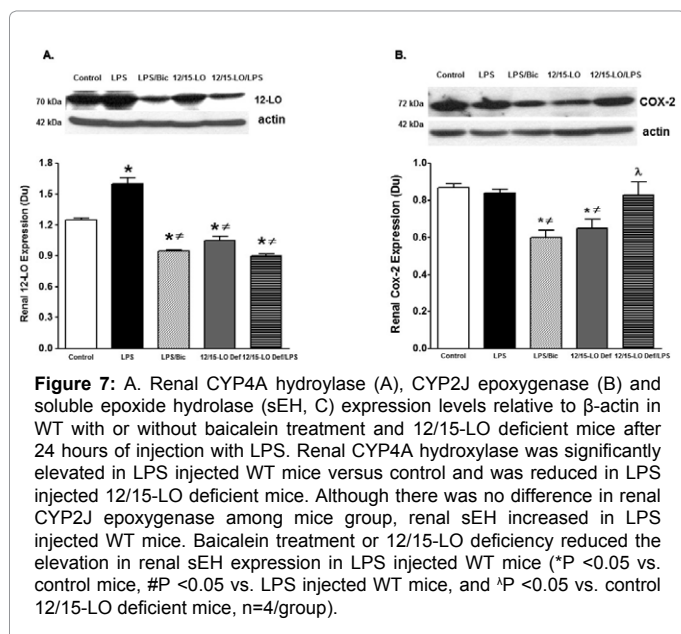 A.
Control LPS LPS/Bic 12/15-LO 12/15-LO/LPS
70 kDa 12-LO
42 kDa actin
Renal 12-LO Expression (Du)
1.8
1.5
1.2
0.9
0.6
0.3
0.0
*
*≠
*≠
*≠
Control LPS LPS/Bic 12/15-LO Def 12/15-LO Def/LPS
B.
Control LPS LPS/Bic 12/15-LO 12/15-LO/LPS
72 kDa COX-2
42 kDa actin
Renal Cox-2 Expression (Du)
1.0
0.8
0.6
0.4
0.2
0.0
*≠
*≠
λ
Control LPS LPS/Bic 12/15-LO Def 12/15-LO Def/LPS
Figure 7: A. Renal CYP4A hydroylase (A), CYP2J epoxygenase (B) and
soluble epoxide hydrolase (sEH, C) expression levels relative to β-actin in
WT with or without baicalein treatment and 12/15-LO deficient mice after
24 hours of injection with LPS. Renal CYP4A hydroxylase was significantly
elevated in LPS injected WT mice versus control and was reduced in LPS
injected 12/15-LO deficient mice. Although there was no difference in renal
CYP2J epoxygenase among mice group, renal sEH increased in LPS
injected WT mice. Baicalein treatment or 12/15-LO deficiency reduced the
elevation in renal sEH expression in LPS injected WT mice (*P <0.05 vs.
control mice, #P <0.05 vs. LPS injected WT mice, and λP <0.05 vs. control
12/15-LO deficient mice, n=4/group).